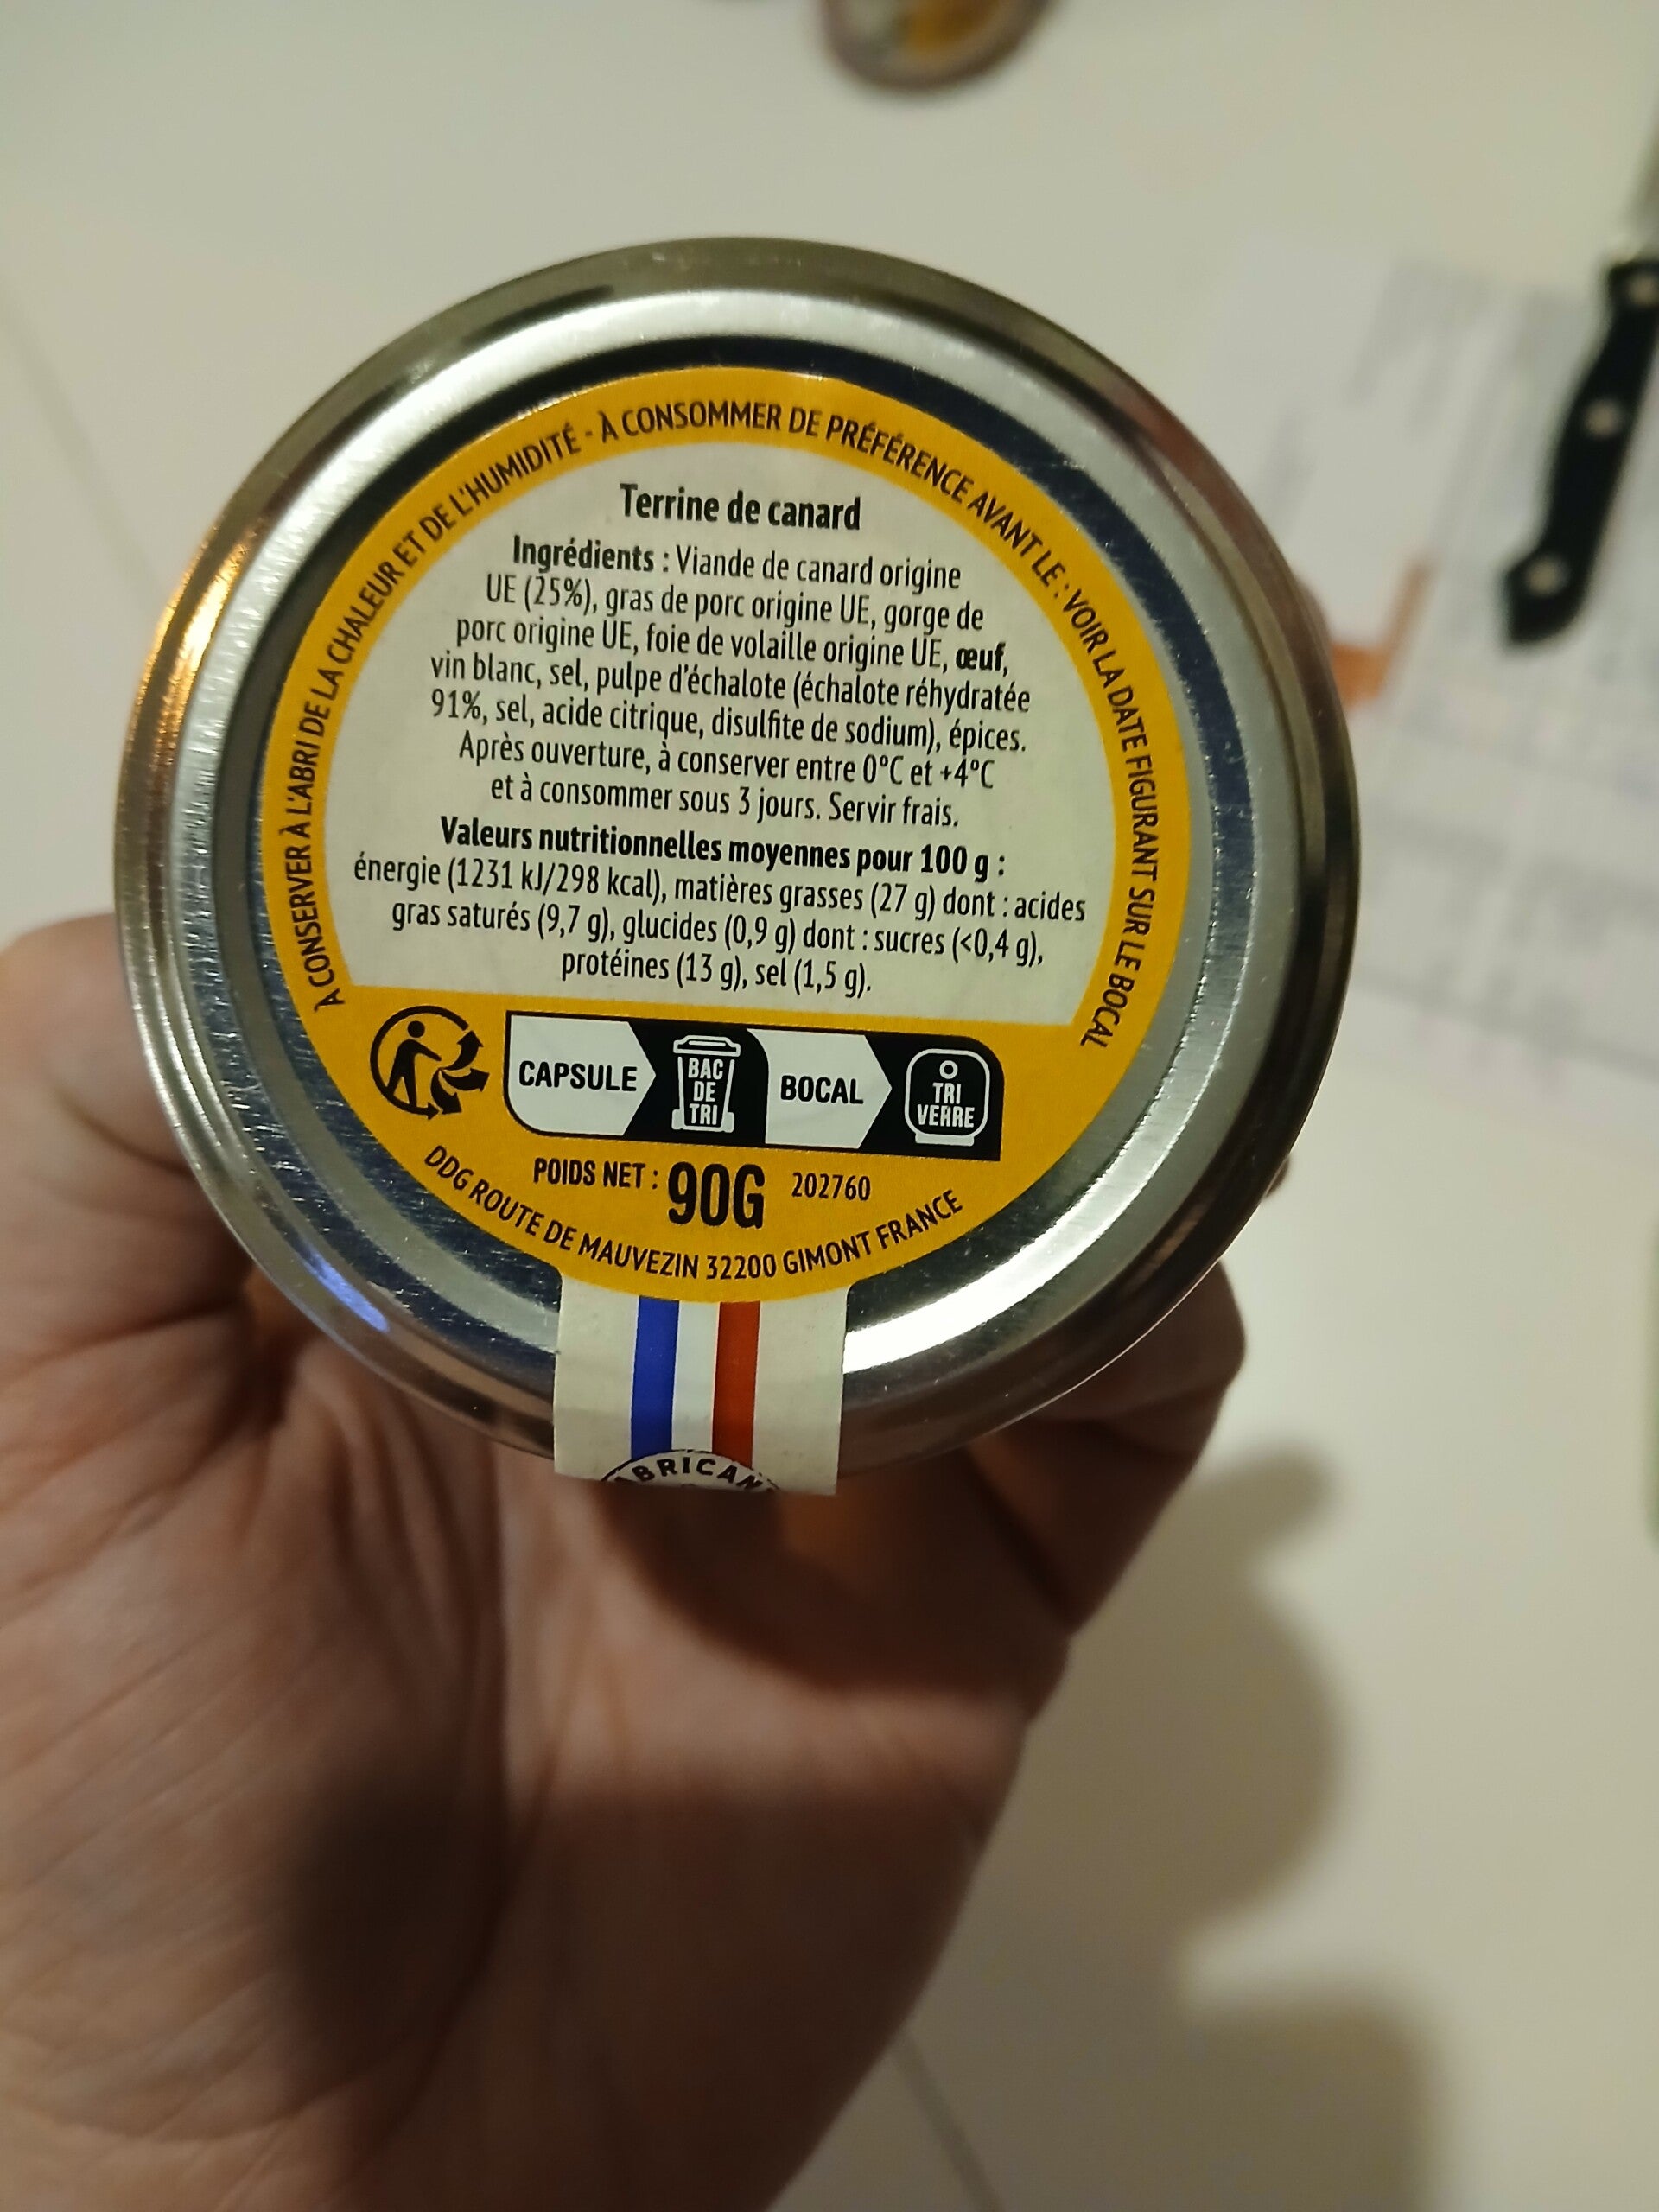 À CONSERVER À L'ABRI DE LA CHALEUR ET DE L'HUMIDITÉ - À CONSOMMER DE PRÉFÉRENCE AVANT LE : VOIR LA DATE FIGURANT SUR LE BOCAL
Terrine de canard
Ingrédients : Viande de canard origine
UE (25%), gras de porc origine UE, gorge de
porc origine UE, foie de volaille origine UE, œuf,
vin blanc, sel, pulpe d'échalote (échalote réhydratée
91%, sel, acide citrique, disulfite de sodium), épices.
Après ouverture, à conserver entre 0°C et +4°C
et à consommer sous 3 jours. Servir frais.
Valeurs nutritionnelles moyennes pour 100 g :
énergie (1231 kJ/298 kcal), matières grasses (27 g) dont : acides
gras saturés (9,7 g), glucides (0,9 g) dont : sucres (<0,4 g),
protéines (13 g), sel (1,5 g).
CAPSULE
BAC
DE
TRI
BOCAL
TRI
VERRE
POIDS NET : 90G 202760
DDG ROUTE DE MAUVEZIN 32200 GIMONT FRANCE